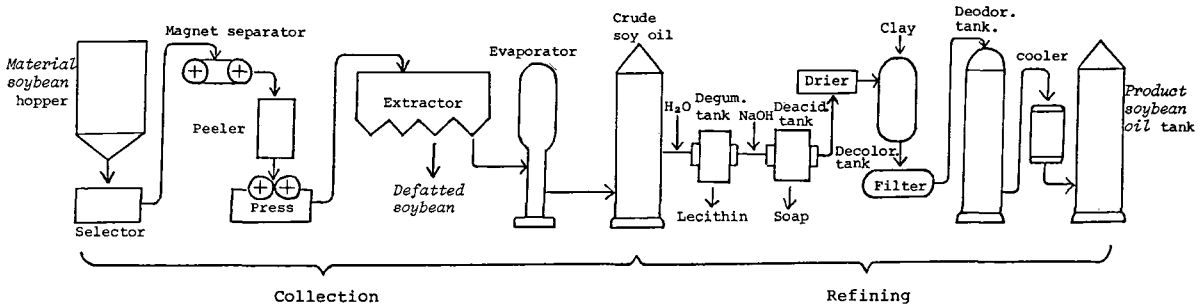 Material
soybean
hopper
Selector
Magnet separator
Peeler
Press
Extractor
Defatted
soybean
Evaporator
Crude
soy oil
H₂O
Degum.
tank
Lecithin
NaOH
Deacid.
tank
Soap
Drier
Clay
Decolor.
tank
Filter
Deodor.
tank.
cooler
Product
soybean
oil tank
Collection
Refining